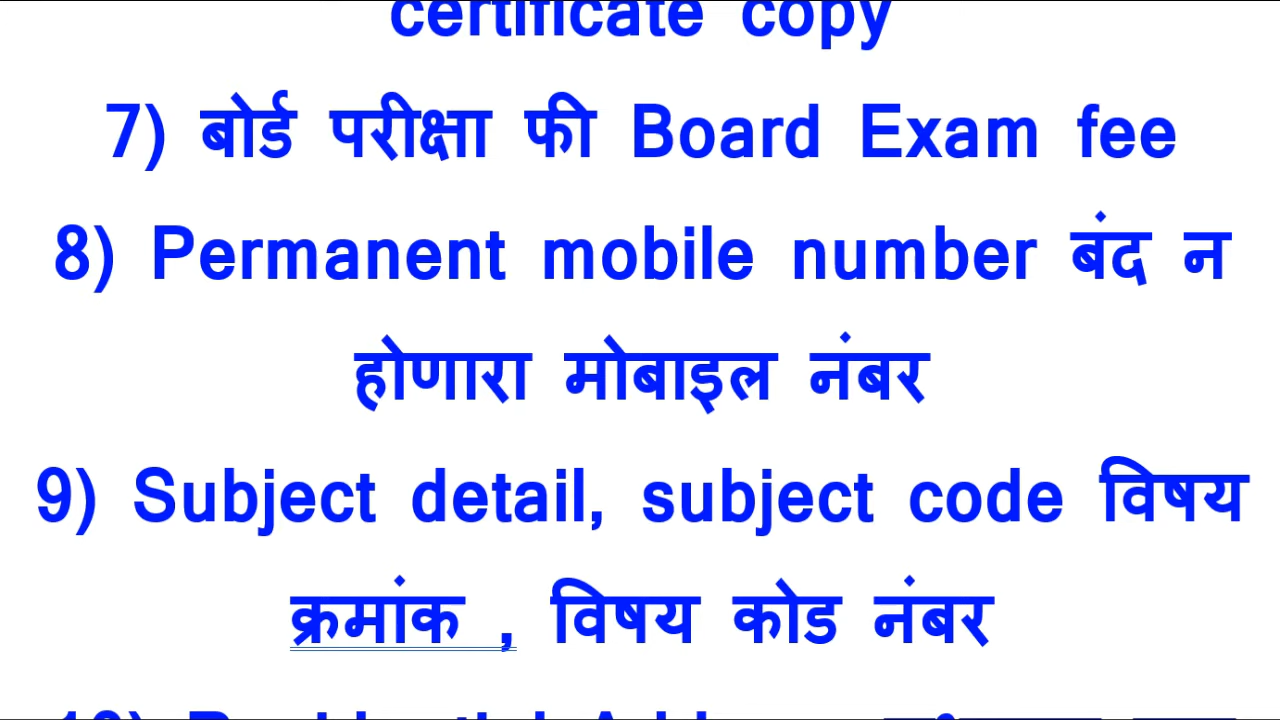 certificate copy
7) बोर्ड परीक्षा फी Board Exam fee
8) Permanent mobile number बंद न
होणारा मोबाइल नंबर
9) Subject detail, subject code विषय
क्रमांक , विषय कोड नंबर